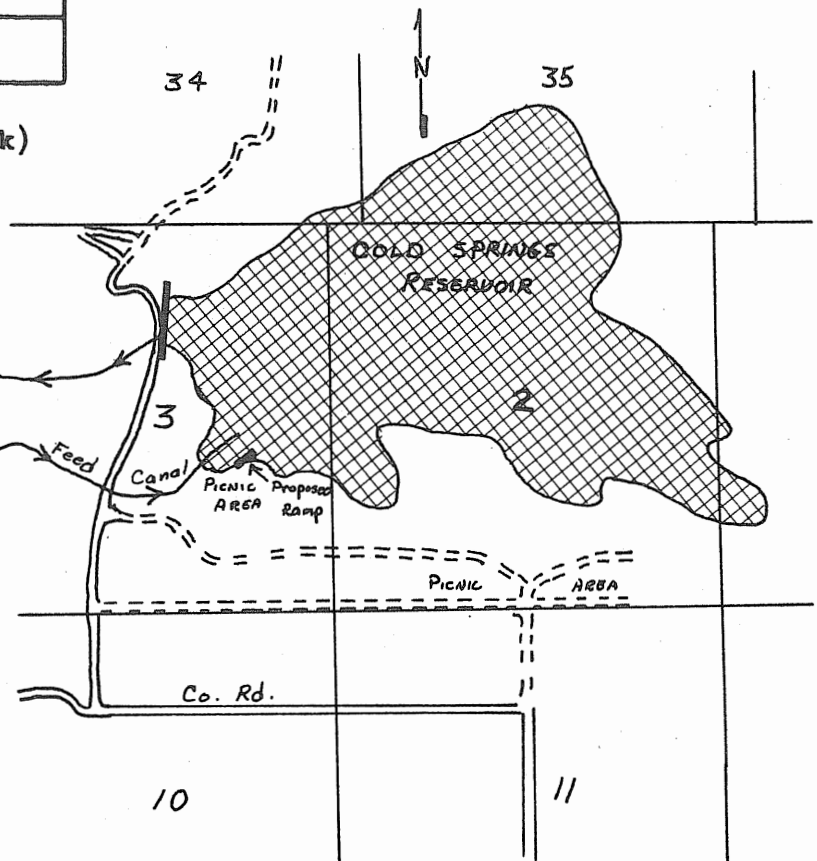 34
N
35
k)
COLD SPRINGS
RESERVOIR
3
2
Feed
Canal
PICNIC
AREA
Proposed
Ramp
PICNIC AREA
Co. Rd.
10
11